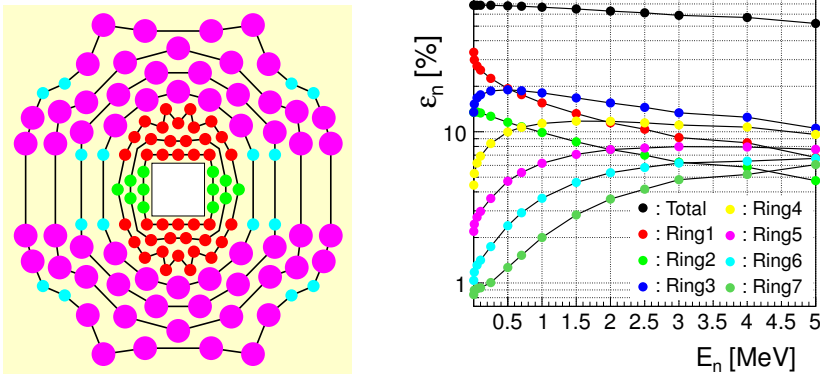 ε_n [%]
10
1
: Total
: Ring1
: Ring2
: Ring3
: Ring4
: Ring5
: Ring6
: Ring7
0.5 1 1.5 2 2.5 3 3.5 4 4.5 5
E_n [MeV]